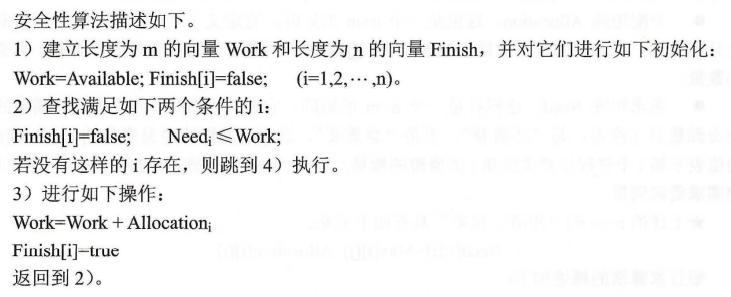 安全性算法描述如下。
1）建立长度为 m 的向量 Work 和长度为 n 的向量 Finish，并对它们进行如下初始化：
Work=Available; Finish[i]=false; (i=1,2,⋯,n)。
2）查找满足如下两个条件的 i：
Finish[i]=false; Needᵢ≤Work;
若没有这样的 i 存在，则跳到 4）执行。
3）进行如下操作：
Work=Work + Allocationᵢ
Finish[i]=true
返回到 2）。